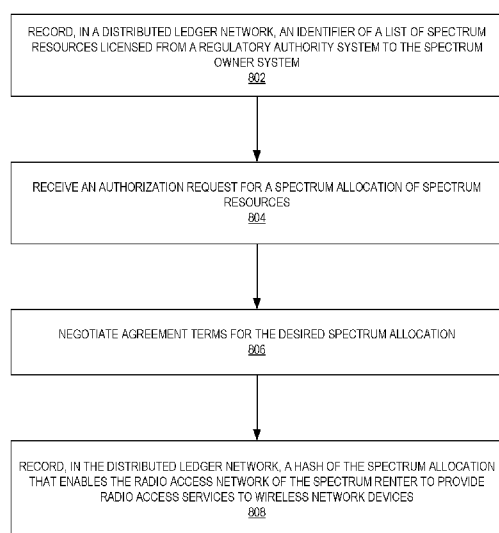 RECORD, IN A DISTRIBUTED LEDGER NETWORK, AN IDENTIFIER OF A LIST OF SPECTRUM
RESOURCES LICENSED FROM A REGULATORY AUTHORITY SYSTEM TO THE SPECTRUM
OWNER SYSTEM
802
RECEIVE AN AUTHORIZATION REQUEST FOR A SPECTRUM ALLOCATION OF SPECTRUM
RESOURCES
804
NEGOTIATE AGREEMENT TERMS FOR THE DESIRED SPECTRUM ALLOCATION
806
RECORD, IN THE DISTRIBUTED LEDGER NETWORK, A HASH OF THE SPECTRUM ALLOCATION
THAT ENABLES THE RADIO ACCESS NETWORK OF THE SPECTRUM RENTER TO PROVIDE
RADIO ACCESS SERVICES TO WIRELESS NETWORK DEVICES
808